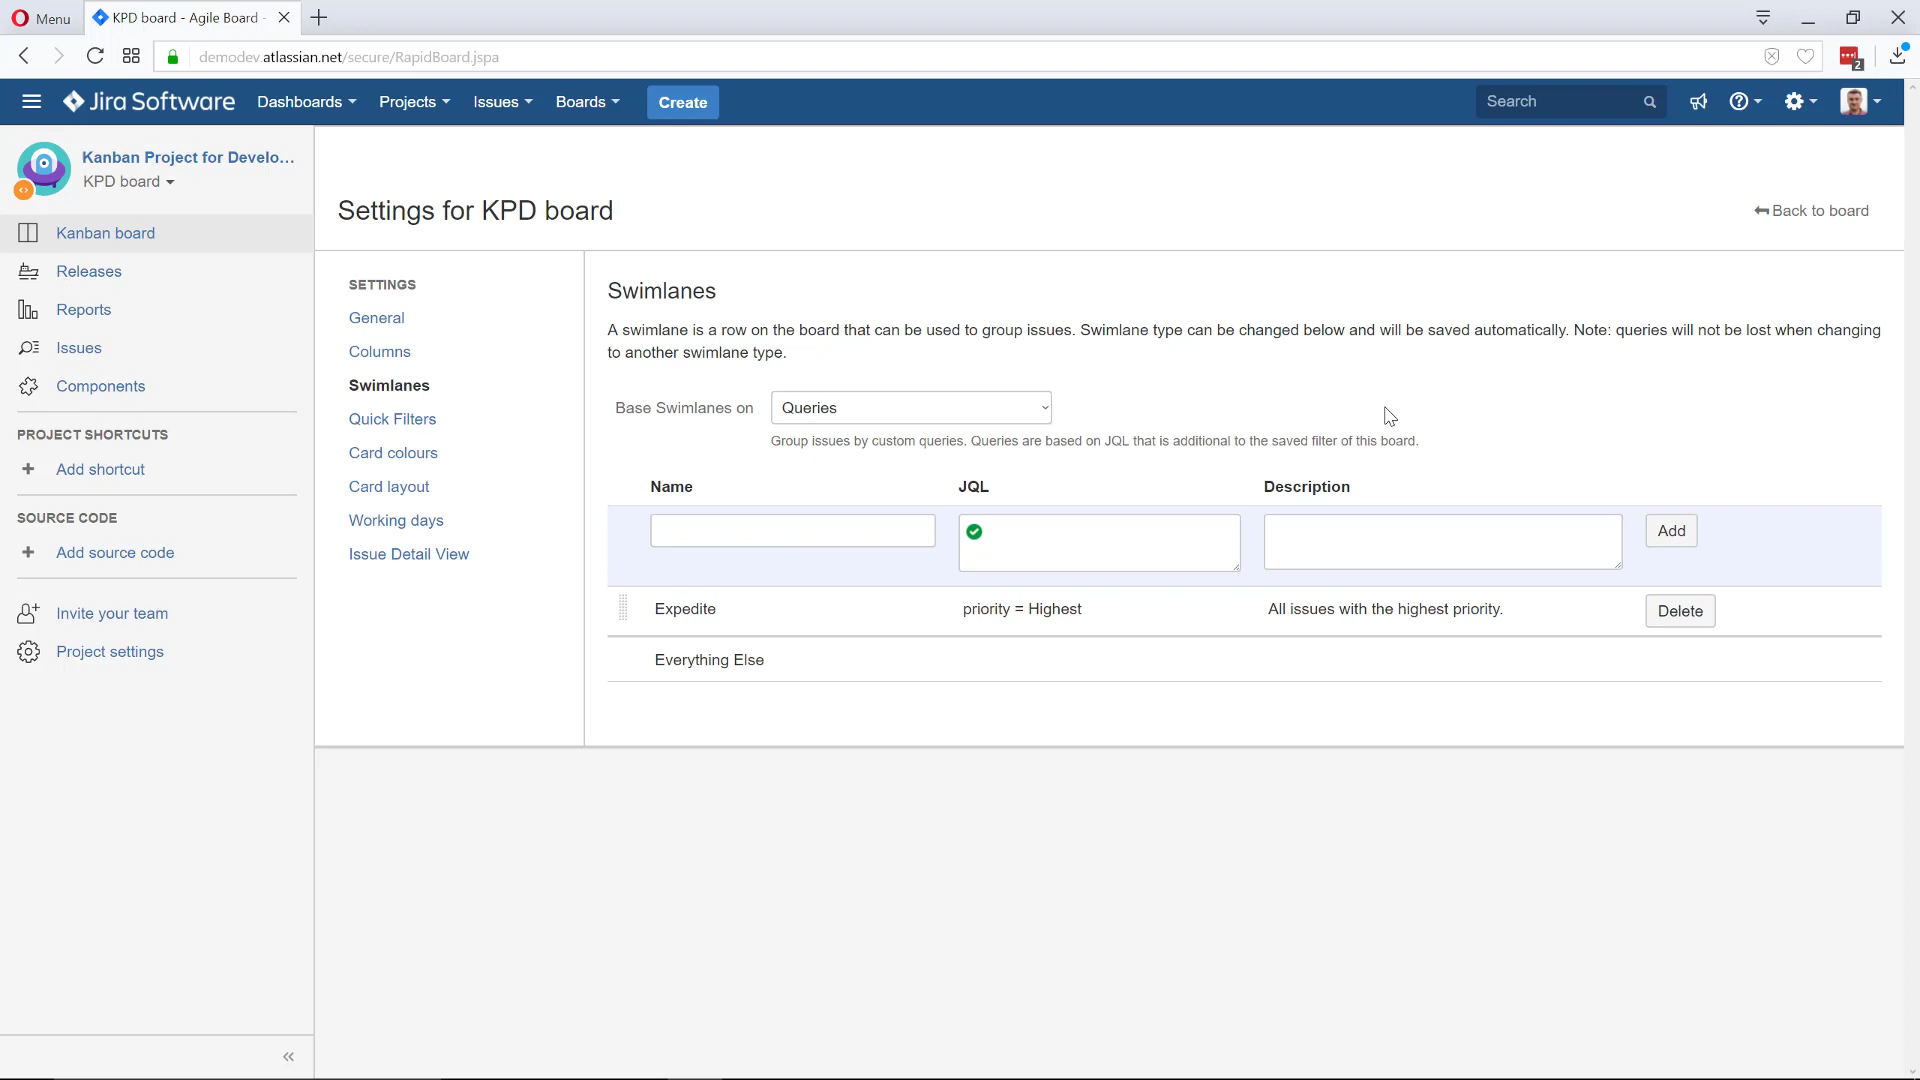 Menu
KPD board - Agile Board -
demodev.atlassian.net/secure/RapidBoard.jspa
2
Jira Software
Dashboards
Projects
Issues
Boards
Create
Search
Kanban Project for Develo...
KPD board
Kanban board
Releases
Reports
Issues
Components
PROJECT SHORTCUTS
+ Add shortcut
SOURCE CODE
+ Add source code
Invite your team
Project settings
«
Settings for KPD board
Back to board
SETTINGS
General
Columns
Swimlanes
Quick Filters
Card colours
Card layout
Working days
Issue Detail View
Swimlanes
A swimlane is a row on the board that can be used to group issues. Swimlane type can be changed below and will be saved automatically. Note: queries will not be lost when changing
to another swimlane type.
Base Swimlanes on Queries
Group issues by custom queries. Queries are based on JQL that is additional to the saved filter of this board.
Name JQL Description
Add
Expedite priority = Highest All issues with the highest priority. Delete
Everything Else